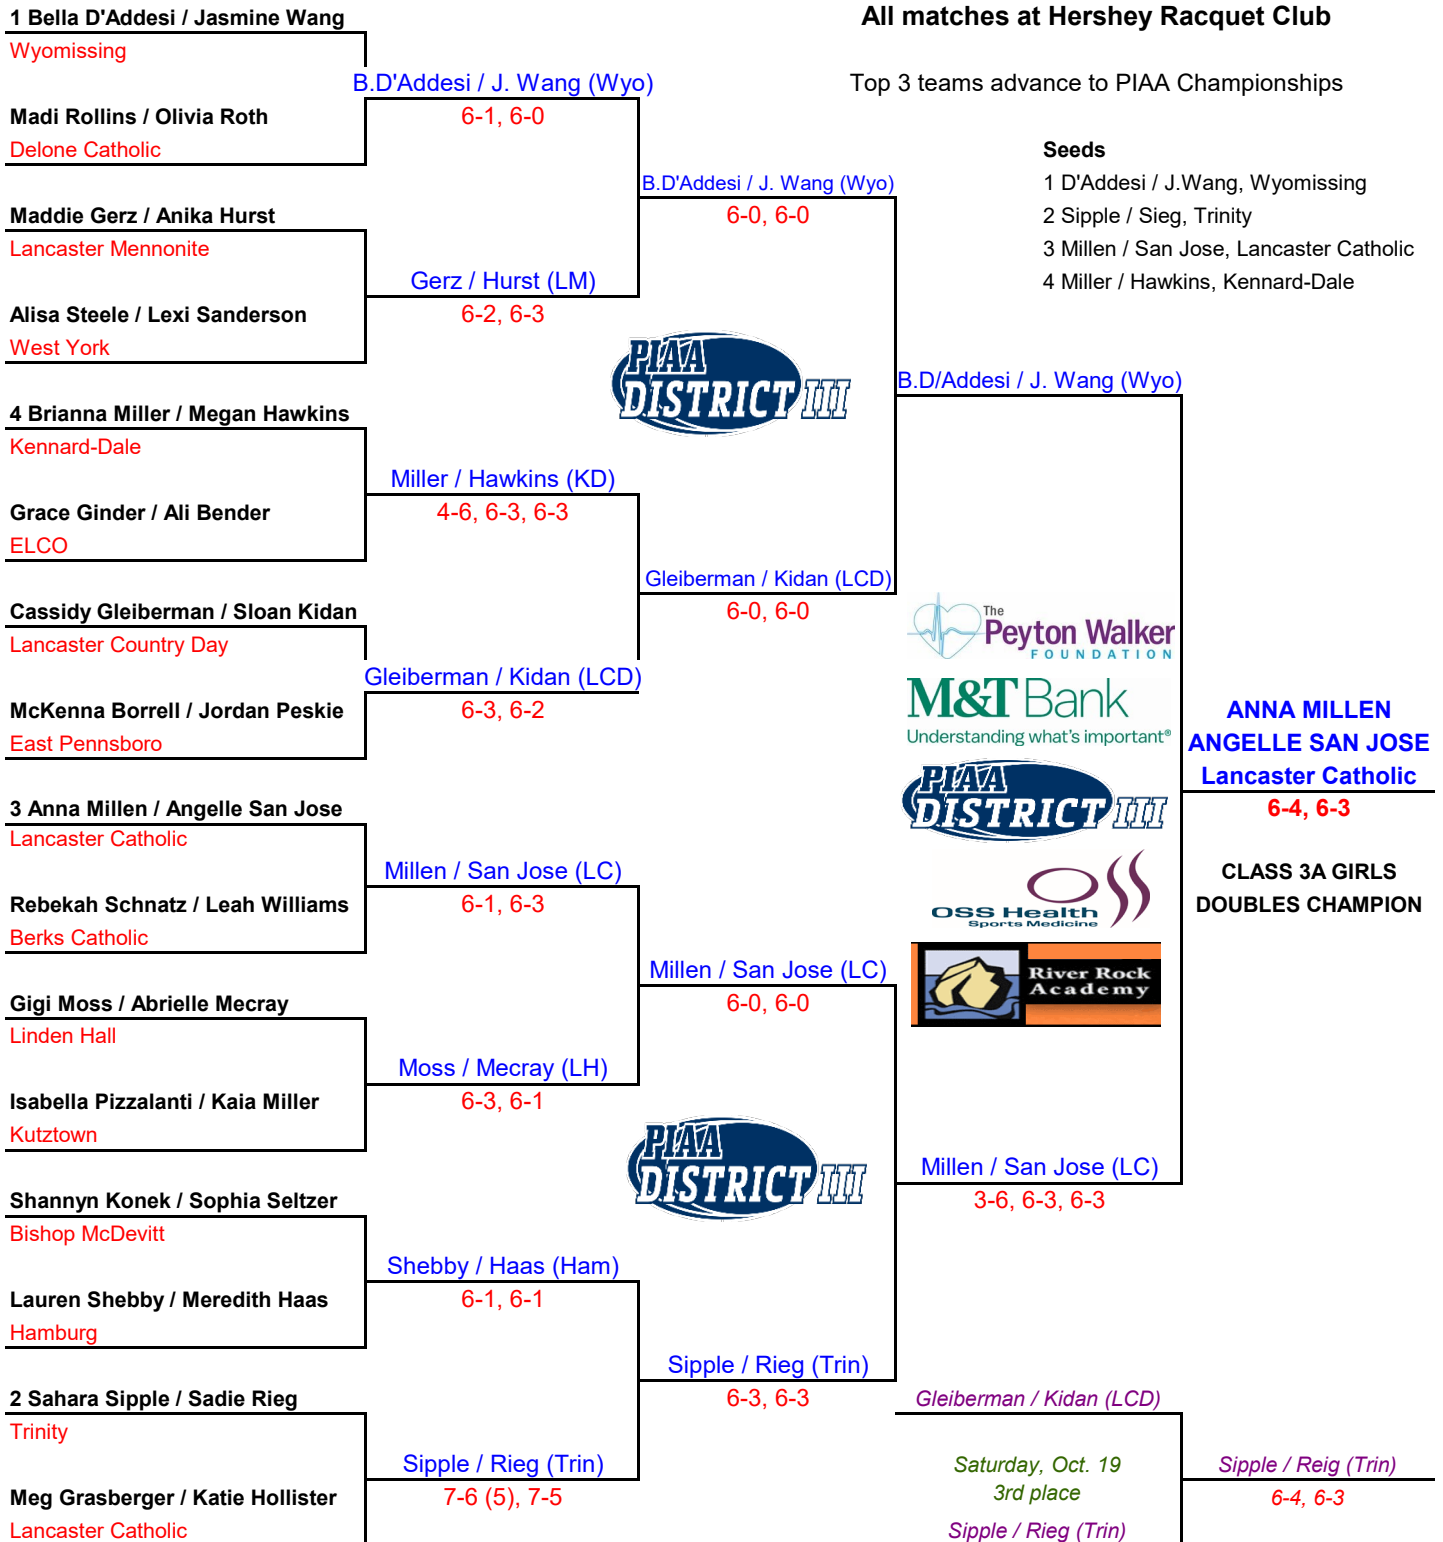 1 Bella D'Addesi / Jasmine Wang
Wyomissing
Madi Rollins / Olivia Roth
Delone Catholic
Maddie Gerz / Anika Hurst
Lancaster Mennonite
Alisa Steele / Lexi Sanderson
West York
4 Brianna Miller / Megan Hawkins
Kennard-Dale
Grace Ginder / Ali Bender
ELCO
Cassidy Gleiberman / Sloan Kidan
Lancaster Country Day
McKenna Borrell / Jordan Peskie
East Pennsboro
3 Anna Millen / Angelle San Jose
Lancaster Catholic
Rebekah Schnatz / Leah Williams
Berks Catholic
Gigi Moss / Abrielle Mecray
Linden Hall
Isabella Pizzalanti / Kaia Miller
Kutztown
Shannyn Konek / Sophia Seltzer
Bishop McDevitt
Lauren Shebby / Meredith Haas
Hamburg
2 Sahara Sipple / Sadie Rieg
Trinity
Meg Grasberger / Katie Hollister
Lancaster Catholic
B.D'Addesi / J. Wang (Wyo)
6-1, 6-0
Gerz / Hurst (LM)
6-2, 6-3
Miller / Hawkins (KD)
4-6, 6-3, 6-3
Gleiberman / Kidan (LCD)
6-3, 6-2
Millen / San Jose (LC)
6-1, 6-3
Moss / Mecray (LH)
6-3, 6-1
Shebby / Haas (Ham)
6-1, 6-1
Sipple / Rieg (Trin)
7-6 (5), 7-5
B.D'Addesi / J. Wang (Wyo)
6-0, 6-0
PIAA
DISTRICT III
Gleiberman / Kidan (LCD)
6-0, 6-0
Millen / San Jose (LC)
6-0, 6-0
PIAA
DISTRICT III
Sipple / Rieg (Trin)
6-3, 6-3
All matches at Hershey Racquet Club
Top 3 teams advance to PIAA Championships
Seeds
1 D'Addesi / J.Wang, Wyomissing
2 Sipple / Sieg, Trinity
3 Millen / San Jose, Lancaster Catholic
4 Miller / Hawkins, Kennard-Dale
B.D/Addesi / J. Wang (Wyo)
The
Peyton Walker
FOUNDATION
M&T Bank
Understanding what's important®
PIAA
DISTRICT III
OSS
OSS Health
Sports Medicine
River Rock
Academy
Millen / San Jose (LC)
3-6, 6-3, 6-3
ANNA MILLEN
ANGELLE SAN JOSE
Lancaster Catholic
6-4, 6-3
CLASS 3A GIRLS
DOUBLES CHAMPION
Gleiberman / Kidan (LCD)
Saturday, Oct. 19
3rd place
Sipple / Rieg (Trin)
Sipple / Reig (Trin)
6-4, 6-3